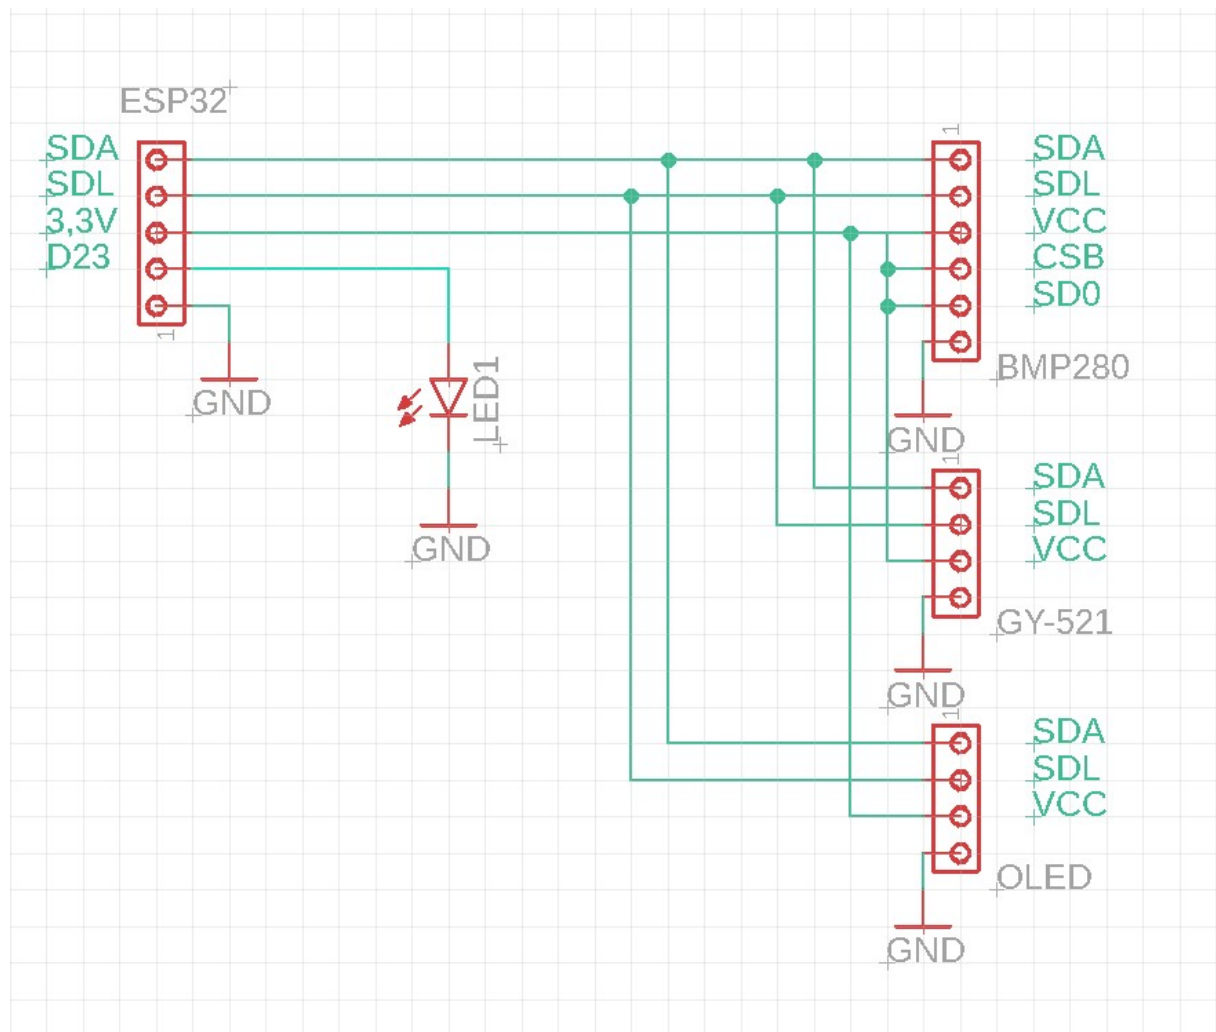 ESP32
SDA
SDL
3,3V
D23
1
GND
LED1
GND
1
SDA
SDL
VCC
CSB
SD0
BMP280
GND
1
SDA
SDL
VCC
GY-521
GND
1
SDA
SDL
VCC
OLED
GND